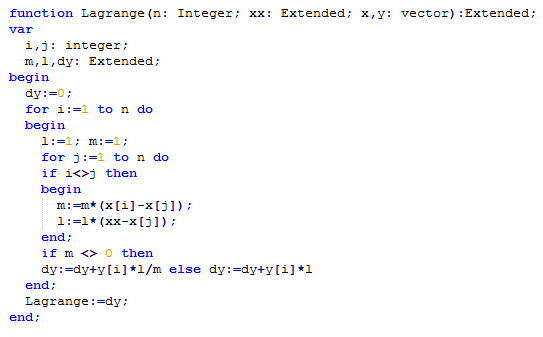 function Lagrange(n: Integer; xx: Extended; x,y: vector):Extended;
var
  i,j: integer;
  m,l,dy: Extended;
begin
  dy:=0;
  for i:=1 to n do
  begin
    l:=1; m:=1;
    for j:=1 to n do
    if i<>j then
    begin
      m:=m*(x[i]-x[j]);
      l:=l*(xx-x[j]);
    end;
    if m <> 0 then
    dy:=dy+y[i]*l/m else dy:=dy+y[i]*l
  end;
  Lagrange:=dy;
end;